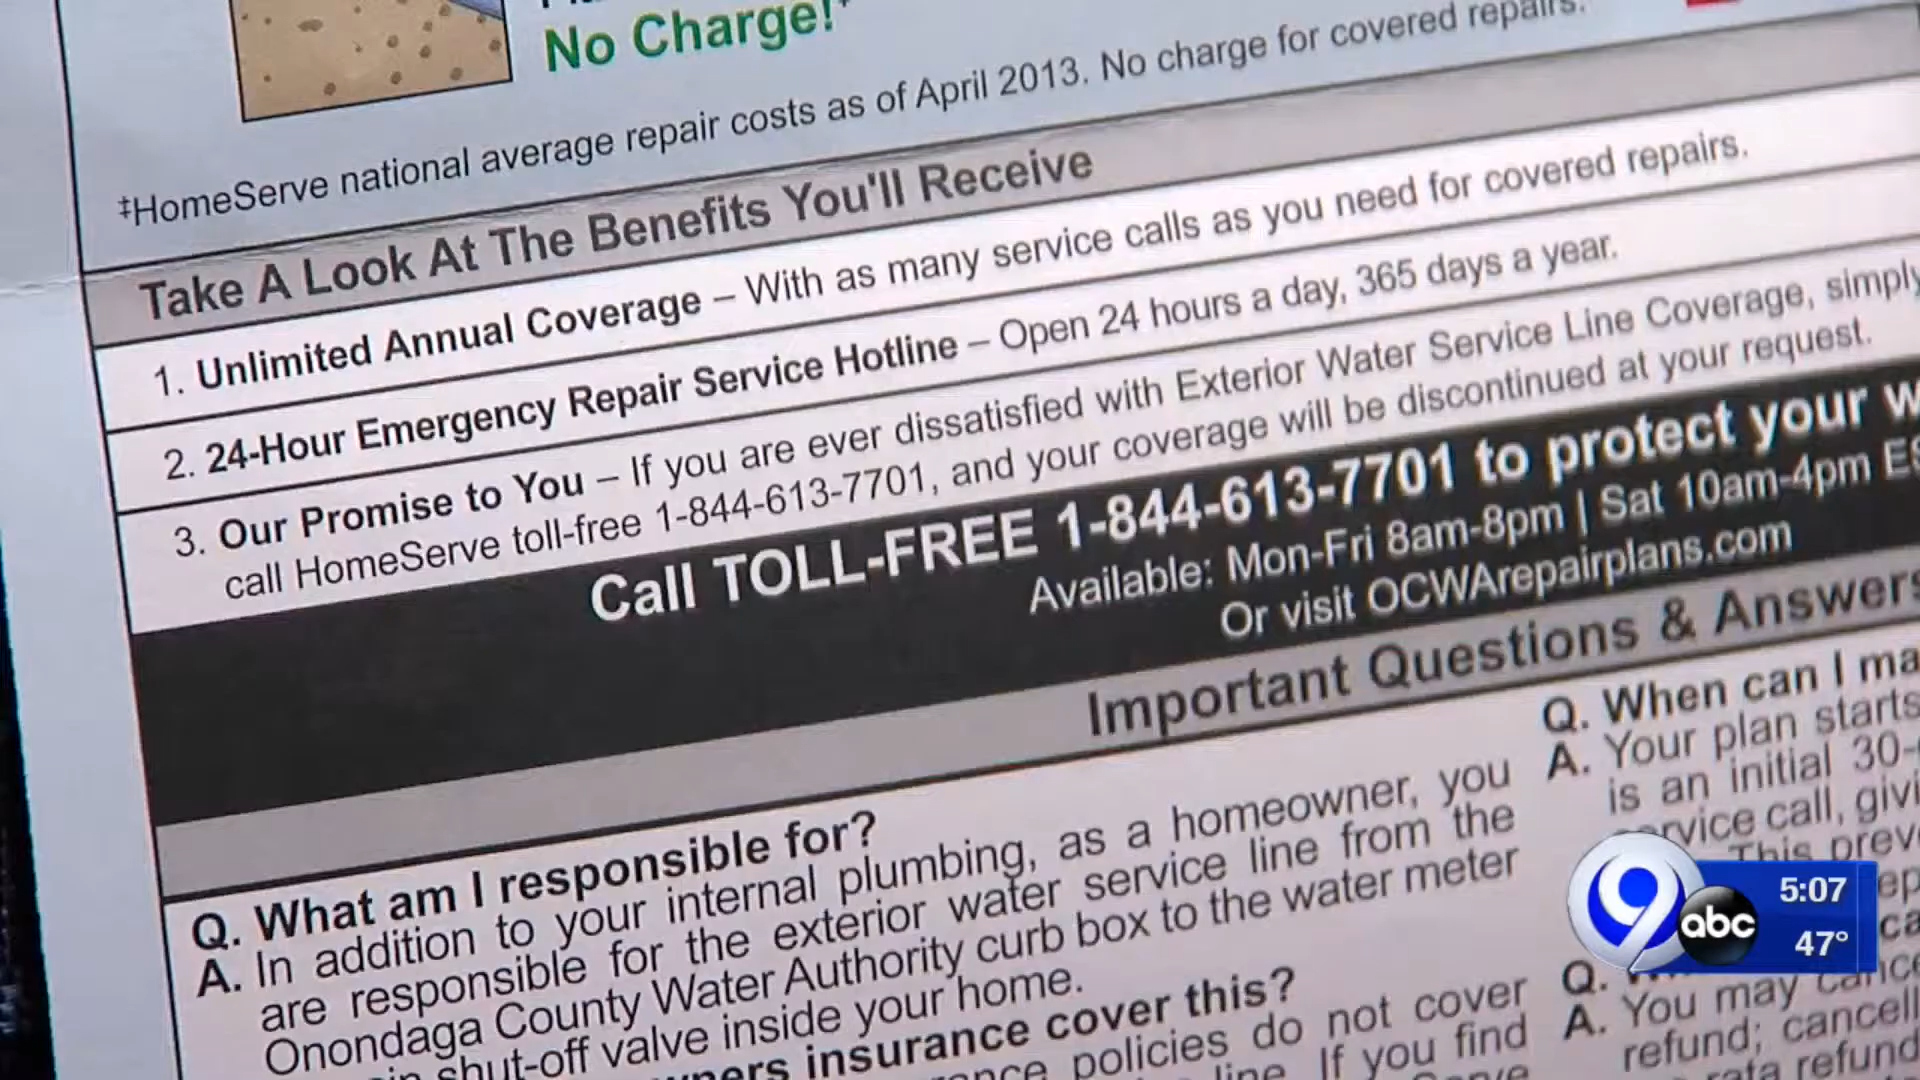 No Charge!‡
‡HomeServe national average repair costs as of April 2013. No charge for covered repairs.
Take A Look At The Benefits You'll Receive
1. Unlimited Annual Coverage – With as many service calls as you need for covered repairs.
2. 24-Hour Emergency Repair Service Hotline – Open 24 hours a day, 365 days a year.
3. Our Promise to You – If you are ever dissatisfied with Exterior Water Service Line Coverage, simply
call HomeServe toll-free 1-844-613-7701, and your coverage will be discontinued at your request.
Call TOLL-FREE 1-844-613-7701 to protect your
Available: Mon-Fri 8am-8pm | Sat 10am-4pm
Or visit OCWArepairplans.com
Important Questions & Answers
Q. What am I responsible for?
A. In addition to your internal plumbing, as a homeowner, you
are responsible for the exterior water service line from the
Onondaga County Water Authority curb box to the water meter
shut-off valve inside your home.
insurance cover this?
policies do not cover
line. If you find
Q. When can I
A. Your plan starts
is an initial
service call,
This
Q.
A. You may
refund;
refund
9 abc
5:07
47°